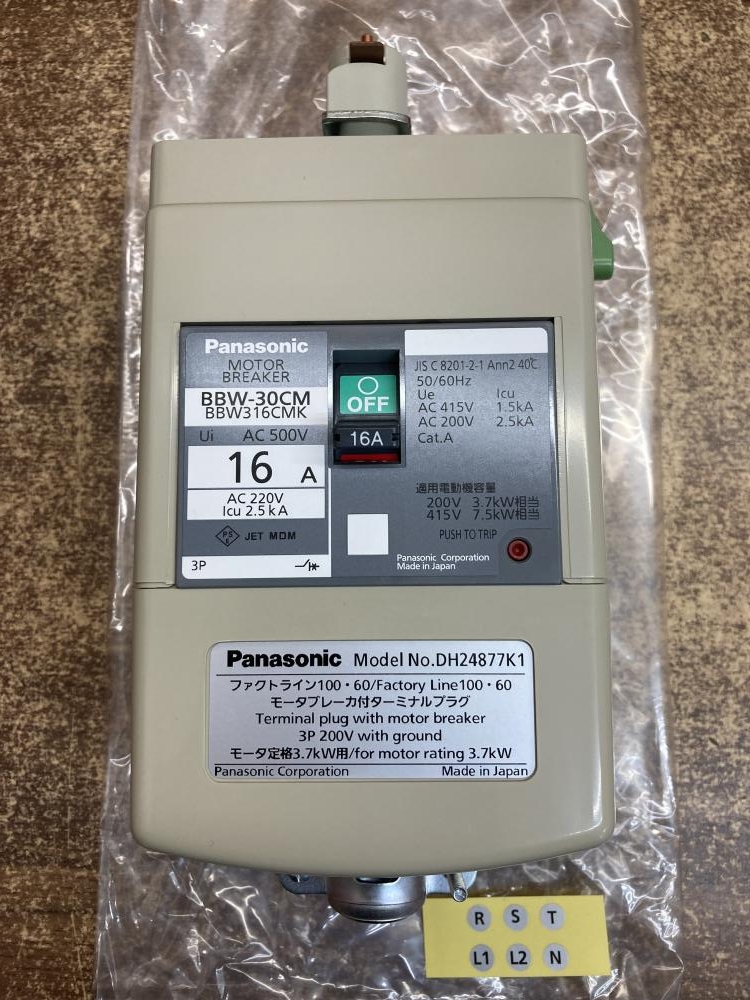 Panasonic
MOTOR
BREAKER
BBW-30CM
BBW316CMK
Ui AC 500V
16 A
AC 220V
Icu 2.5kA
PS
E
JET
3P
OFF
16A
JIS C 8201-2-1 Ann2 40℃
50/60Hz
Ue Icu
AC 415V 1.5kA
AC 200V 2.5kA
Cat.A
適用電動機容量
200V 3.7kW相当
415V 7.5kW相当
PUSH TO TRIP
Panasonic Corporation
Made in Japan
Panasonic Model No.DH24877K1
ファクトライン100・60/Factory Line100・60
モータブレーカ付ターミナルプラグ
Terminal plug with motor breaker
3P 200V with ground
モータ定格3.7kW用/for motor rating 3.7kW
Panasonic Corporation Made in Japan
R S T
L1 L2 N